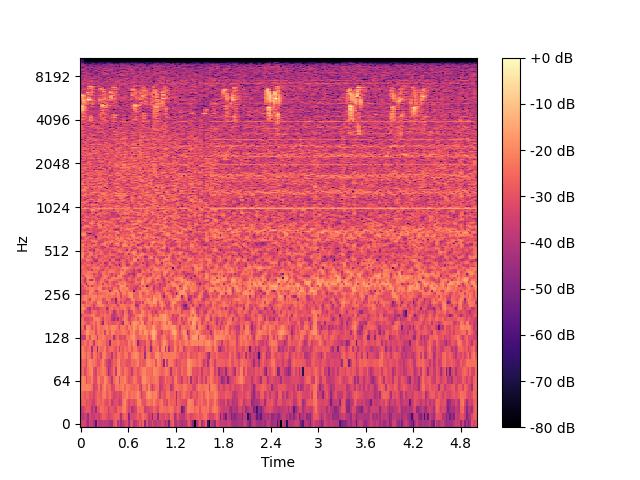 8192
4096
2048
1024
512
256
128
64
0
Hz
0
0.6
1.2
1.8
2.4
3
3.6
4.2
4.8
Time
+0 dB
-10 dB
-20 dB
-30 dB
-40 dB
-50 dB
-60 dB
-70 dB
-80 dB